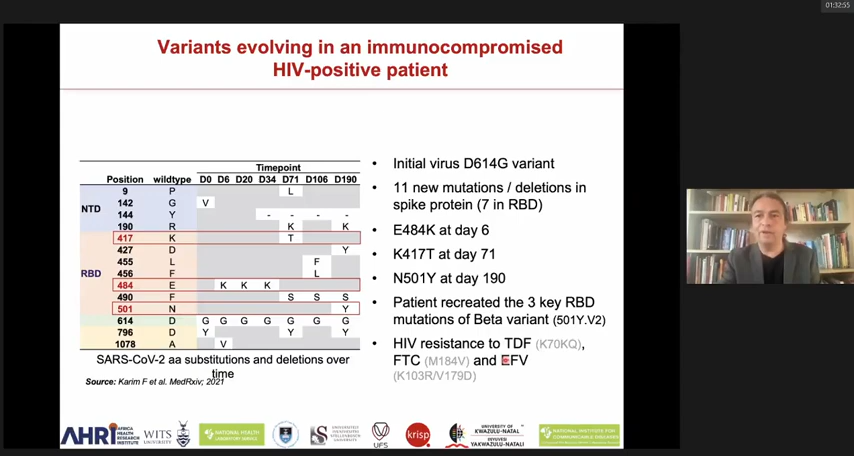 01:32:55
Variants evolving in an immunocompromised
HIV-positive patient
Timepoint
Position wildtype D0 D6 D20 D34 D71 D106 D190
9 P L
142 G V
NTD
144 Y - - - -
190 R K K
417 K T
427 D Y
455 L F
RBD
456 F L
484 E K K K
490 F S S S
501 N Y
614 D G G G G G G G
796 D Y Y Y
1078 A V
SARS-CoV-2 aa substitutions and deletions over
time
Source: Karim F et al. MedRxiv; 2021
• Initial virus D614G variant
• 11 new mutations / deletions in
spike protein (7 in RBD)
• E484K at day 6
• K417T at day 71
• N501Y at day 190
• Patient recreated the 3 key RBD
mutations of Beta variant (501Y.V2)
• HIV resistance to TDF (K70KQ),
FTC (M184V) and EFV
(K103R/V179D)
AHRI AFRICA HEALTH RESEARCH INSTITUTE
WITS UNIVERSITY
NATIONAL HEALTH LABORATORY SERVICE
UFS
krisp
UNIVERSITY OF KWAZULU-NATAL
INYUVESI YAKWAZULU-NATALI
NATIONAL INSTITUTE FOR COMMUNICABLE DISEASES